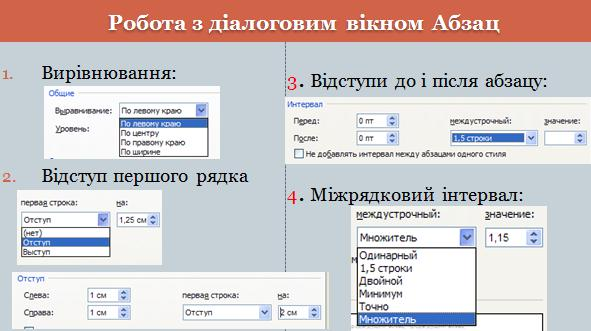 Робота з діалоговим вікном Абзац
1. Вирівнювання:
Общие
Выравнивание: По левому краю
Уровень: По левому краю
По центру
По правому краю
По ширине
2. Відступ першого рядка
первая строка: на:
Отступ 1,25 см
(нет)
Отступ
Выступ
Отступ
Слева: 1 см первая строка: на:
Справа: 1 см Отступ 2 см
3. Відступи до і після абзацу:
Интервал
Перед: 0 пт междустрочный: значение:
После: 0 пт 1,5 строки
Не добавлять интервал между абзацами одного стиля
4. Міжрядковий інтервал:
междустрочный: значение:
Множитель 1,15
Одинарный
1,5 строки
Двойной
Минимум
Точно
Множитель